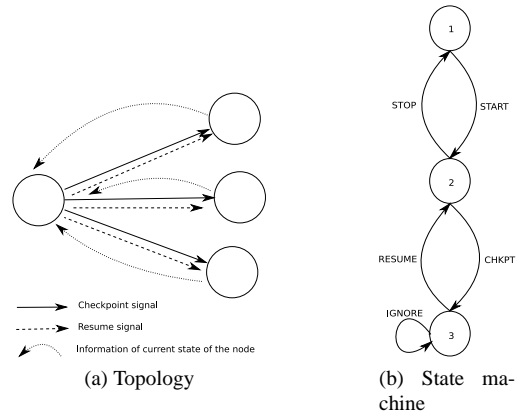 Checkpoint signal
Resume signal
Information of current state of the node
(a) Topology
1
STOP
START
2
RESUME
CHKPT
IGNORE
3
(b) State ma-
chine